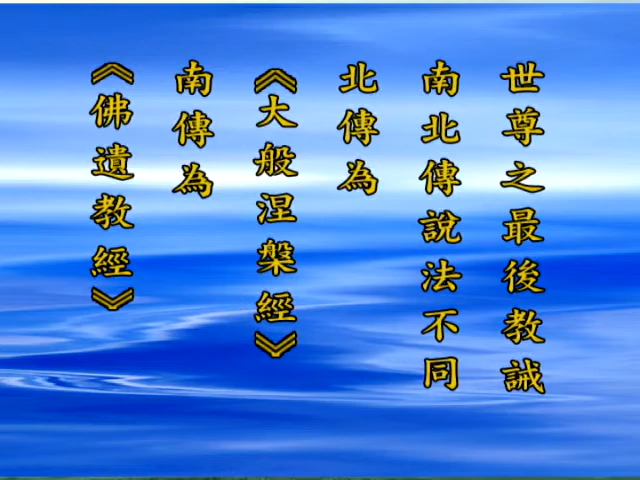 世尊之最後教誡
南北傳說法不同
北傳為
《大般涅槃經》
南傳為
《佛遺教經》